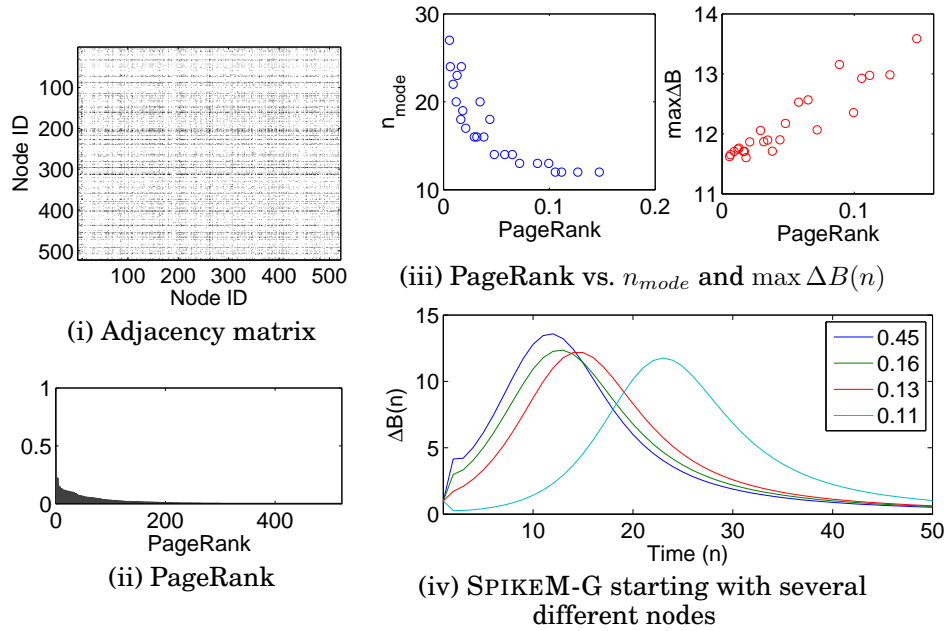 100
200
300
400
500
Node ID
100 200 300 400 500
Node ID
(i) Adjacency matrix
1
0.5
0
0 200 400
PageRank
(ii) PageRank
30
20
10
n_mode
0 0.1 0.2
PageRank
14
13
12
11
max∆B
0 0.1
PageRank
(iii) PageRank vs. n_mode and max ∆B(n)
15
10
5
0
∆B(n)
10 20 30 40 50
Time (n)
0.45
0.16
0.13
0.11
(iv) SPIKEM-G starting with several
different nodes